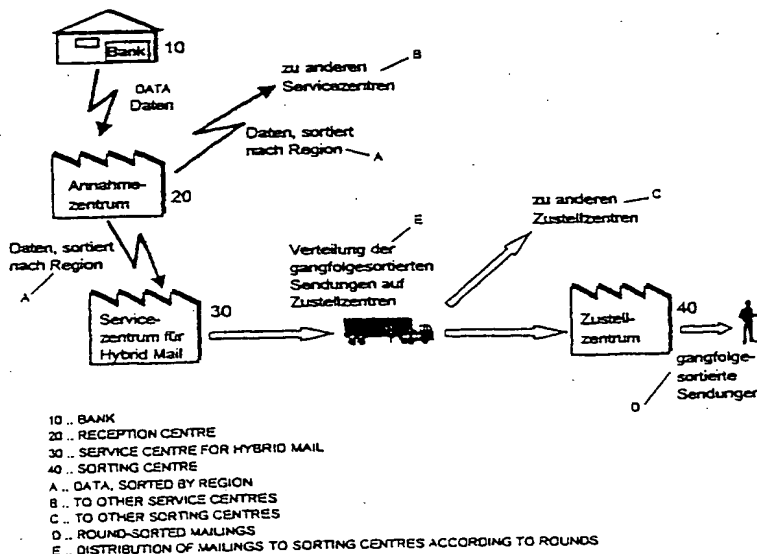 Bank 10
DATA
Daten
zu anderen
Servicezentren
B
Daten, sortiert
nach Region
A
Annahme-
zentrum
20
Daten, sortiert
nach Region
A
zu anderen
Zustellzentren
C
E
Verteilung der
gangfolgesortierten
Sendungen auf
Zustellzentren
Service-
zentrum für
Hybrid Mail
30
Zustell-
zentrum
40
gangfolge-
sortierte
Sendungen
D
10 .. BANK
20 .. RECEPTION CENTRE
30 .. SERVICE CENTRE FOR HYBRID MAIL
40 .. SORTING CENTRE
A .. DATA, SORTED BY REGION
B .. TO OTHER SERVICE CENTRES
C .. TO OTHER SORTING CENTRES
D .. ROUND-SORTED MAILINGS
E .. DISTRIBUTION OF MAILINGS TO SORTING CENTRES ACCORDING TO ROUNDS